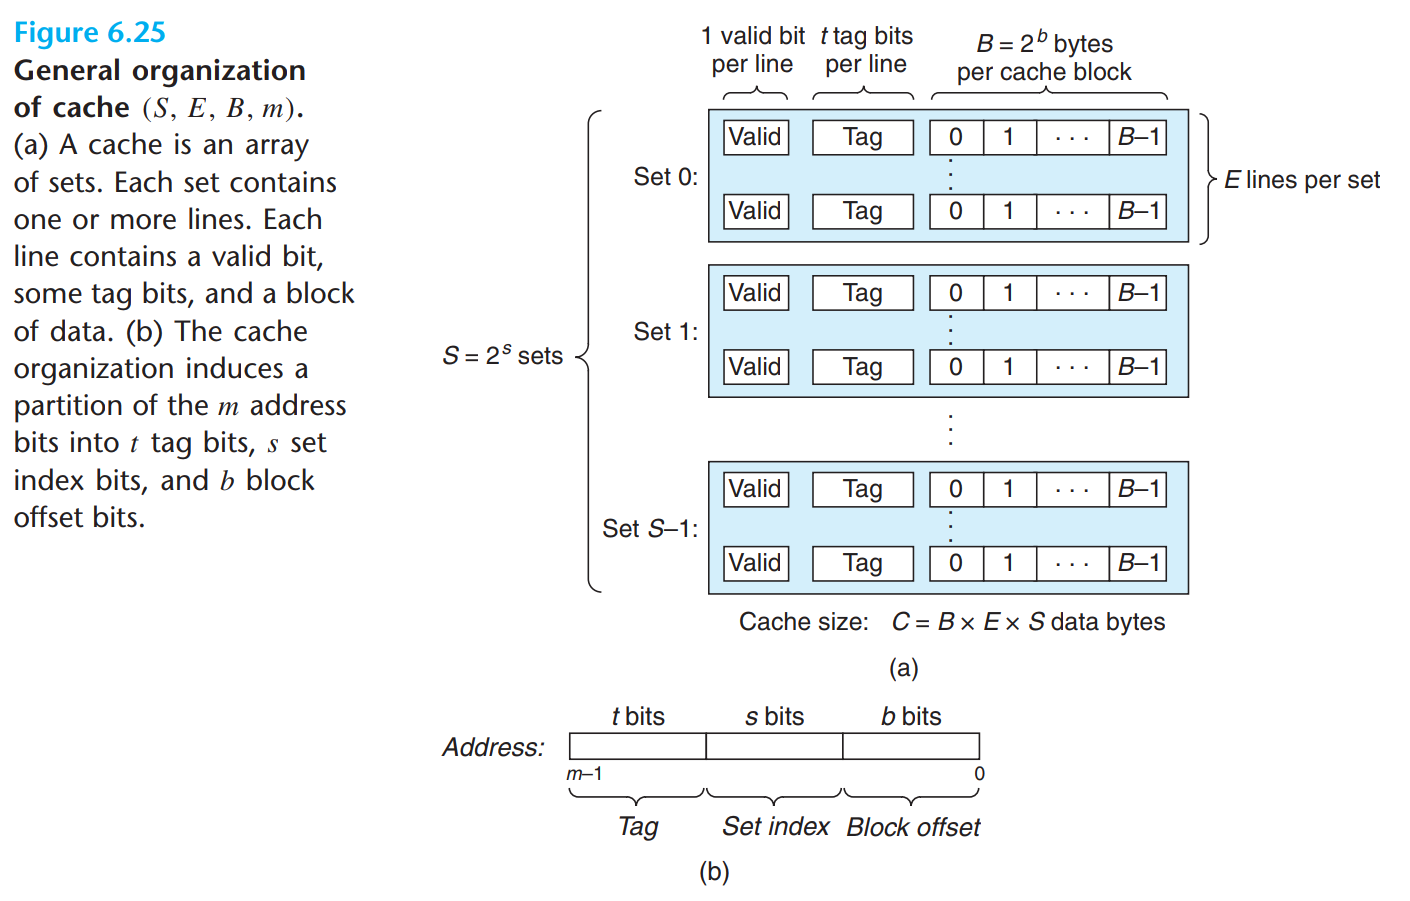 Figure 6.25
General organization
of cache (S, E, B, m).
(a) A cache is an array
of sets. Each set contains
one or more lines. Each
line contains a valid bit,
some tag bits, and a block
of data. (b) The cache
organization induces a
partition of the m address
bits into t tag bits, s set
index bits, and b block
offset bits.
1 valid bit
per line
t tag bits
per line
B = 2^b bytes
per cache block
S = 2^s sets
Set 0:
Valid Tag 0 1 · · · B–1
Valid Tag 0 1 · · · B–1
E lines per set
Set 1:
Valid Tag 0 1 · · · B–1
Valid Tag 0 1 · · · B–1
Set S–1:
Valid Tag 0 1 · · · B–1
Valid Tag 0 1 · · · B–1
Cache size: C = B × E × S data bytes
(a)
t bits s bits b bits
Address:
m–1 0
Tag Set index Block offset
(b)